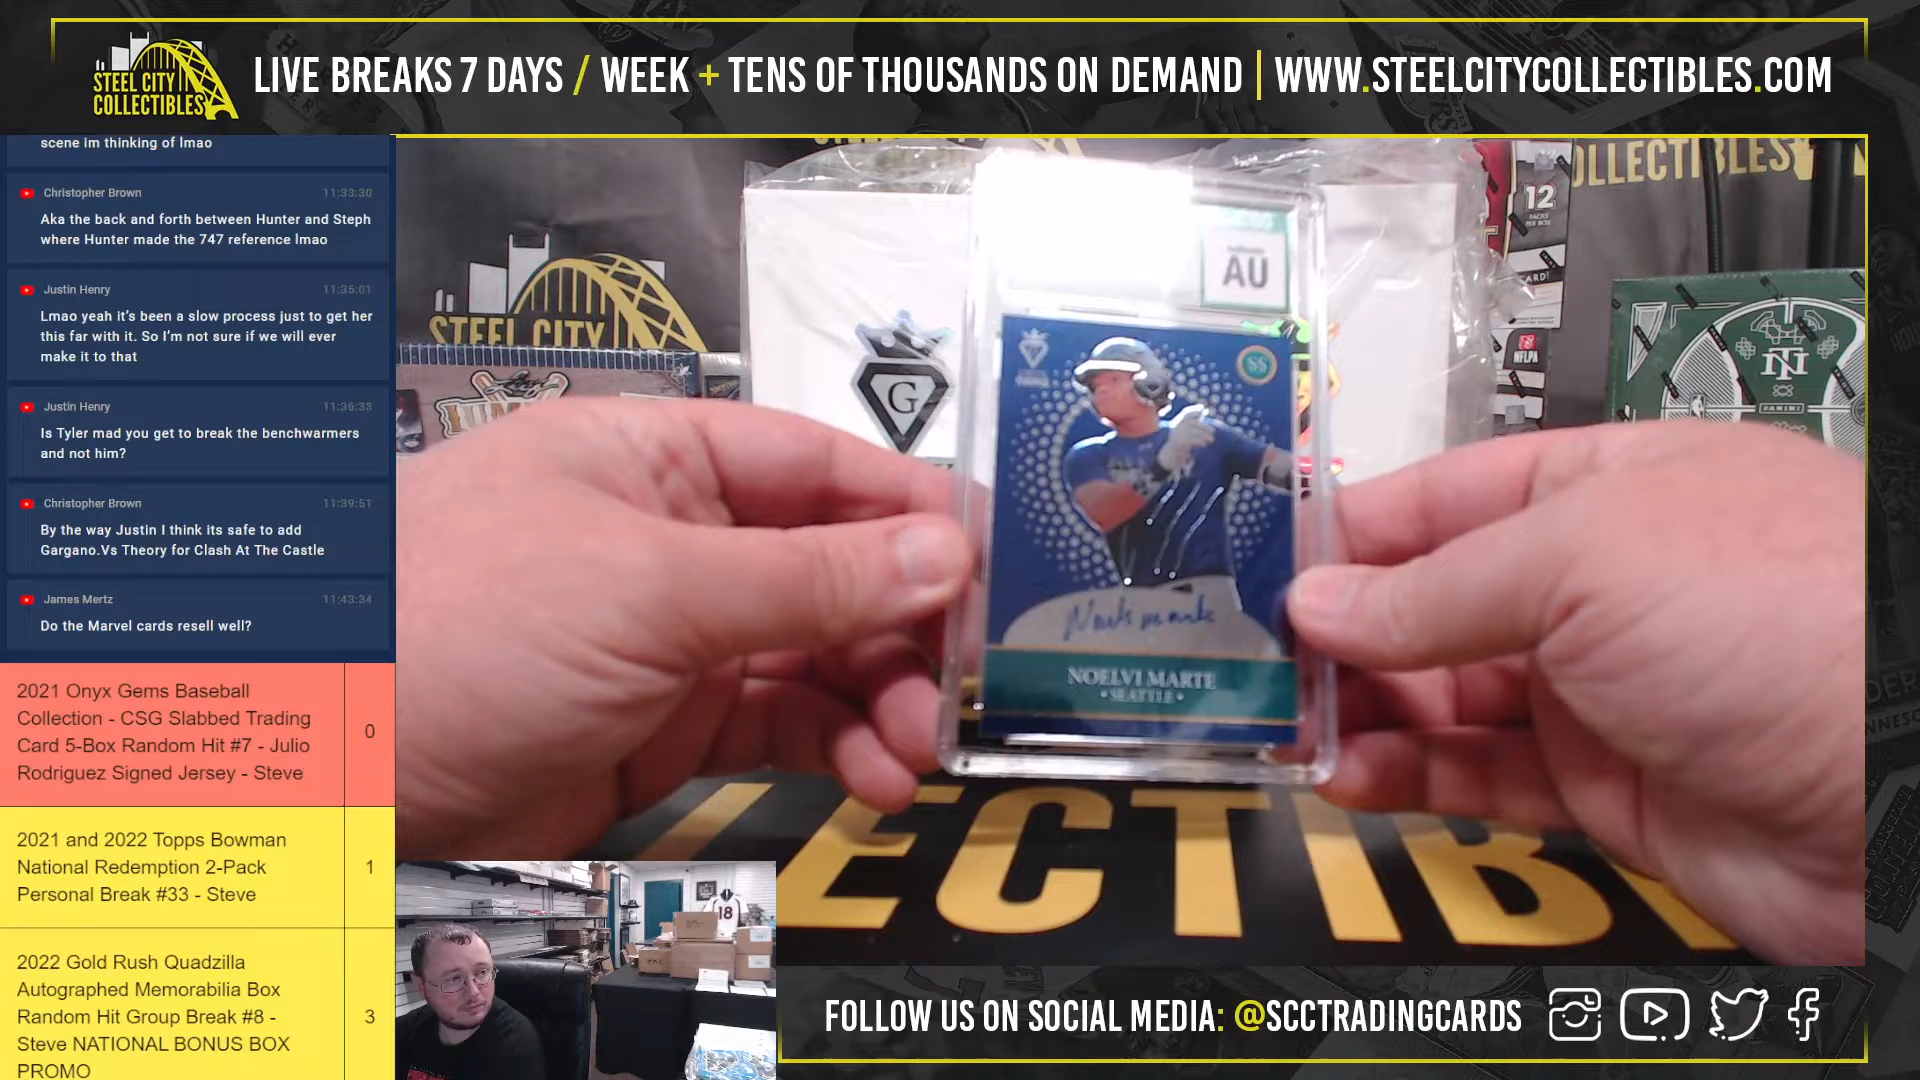 STEEL CITY
COLLECTIBLES
LIVE BREAKS 7 DAYS / WEEK + TENS OF THOUSANDS ON DEMAND | WWW.STEELCITYCOLLECTIBLES.COM
scene im thinking of lmao
Christopher Brown 11:33:30
Aka the back and forth between Hunter and Steph
where Hunter made the 747 reference lmao
Justin Henry 11:35:01
Lmao yeah it's been a slow process just to get her
this far with it. So I'm not sure if we will ever
make it to that
Justin Henry 11:36:33
Is Tyler mad you get to break the benchwarmers
and not him?
Christopher Brown 11:39:51
By the way Justin I think its safe to add
Gargano.Vs Theory for Clash At The Castle
James Mertz 11:43:34
Do the Marvel cards resell well?
2021 Onyx Gems Baseball
Collection - CSG Slabbed Trading
Card 5-Box Random Hit #7 - Julio
Rodriguez Signed Jersey - Steve
0
2021 and 2022 Topps Bowman
National Redemption 2-Pack
Personal Break #33 - Steve
1
2022 Gold Rush Quadzilla
Autographed Memorabilia Box
Random Hit Group Break #8 -
Steve NATIONAL BONUS BOX
PROMO
3
STEEL CITY
G
AU
SS
NOELVI MARTE
• SEATTLE •
12
NFLPA
PANINI
LECTIB
18
FOLLOW US ON SOCIAL MEDIA: @SCCTRADINGCARDS